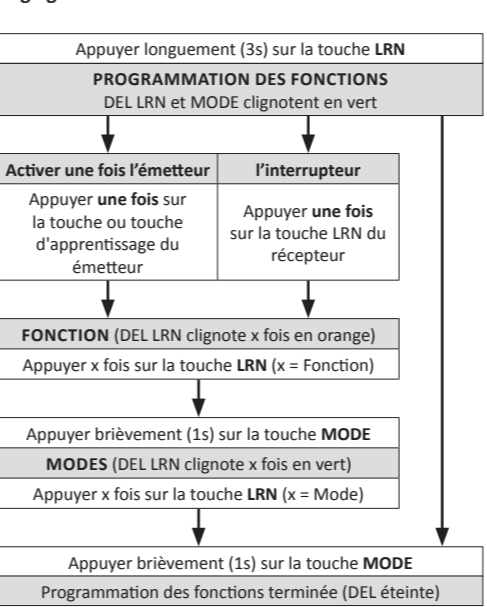 Appuyer longuement (3s) sur la touche LRN
PROGRAMMATION DES FONCTIONS
DEL LRN et MODE clignotent en vert
Activer une fois l'émetteur
Appuyer une fois sur
la touche ou touche
d'apprentissage du
émetteur
l'interrupteur
Appuyer une fois
sur la touche LRN du
récepteur
FONCTION (DEL LRN clignote x fois en orange)
Appuyer x fois sur la touche LRN (x = Fonction)
Appuyer brièvement (1s) sur la touche MODE
MODES (DEL LRN clignote x fois en vert)
Appuyer x fois sur la touche LRN (x = Mode)
Appuyer brièvement (1s) sur la touche MODE
Programmation des fonctions terminée (DEL éteinte)